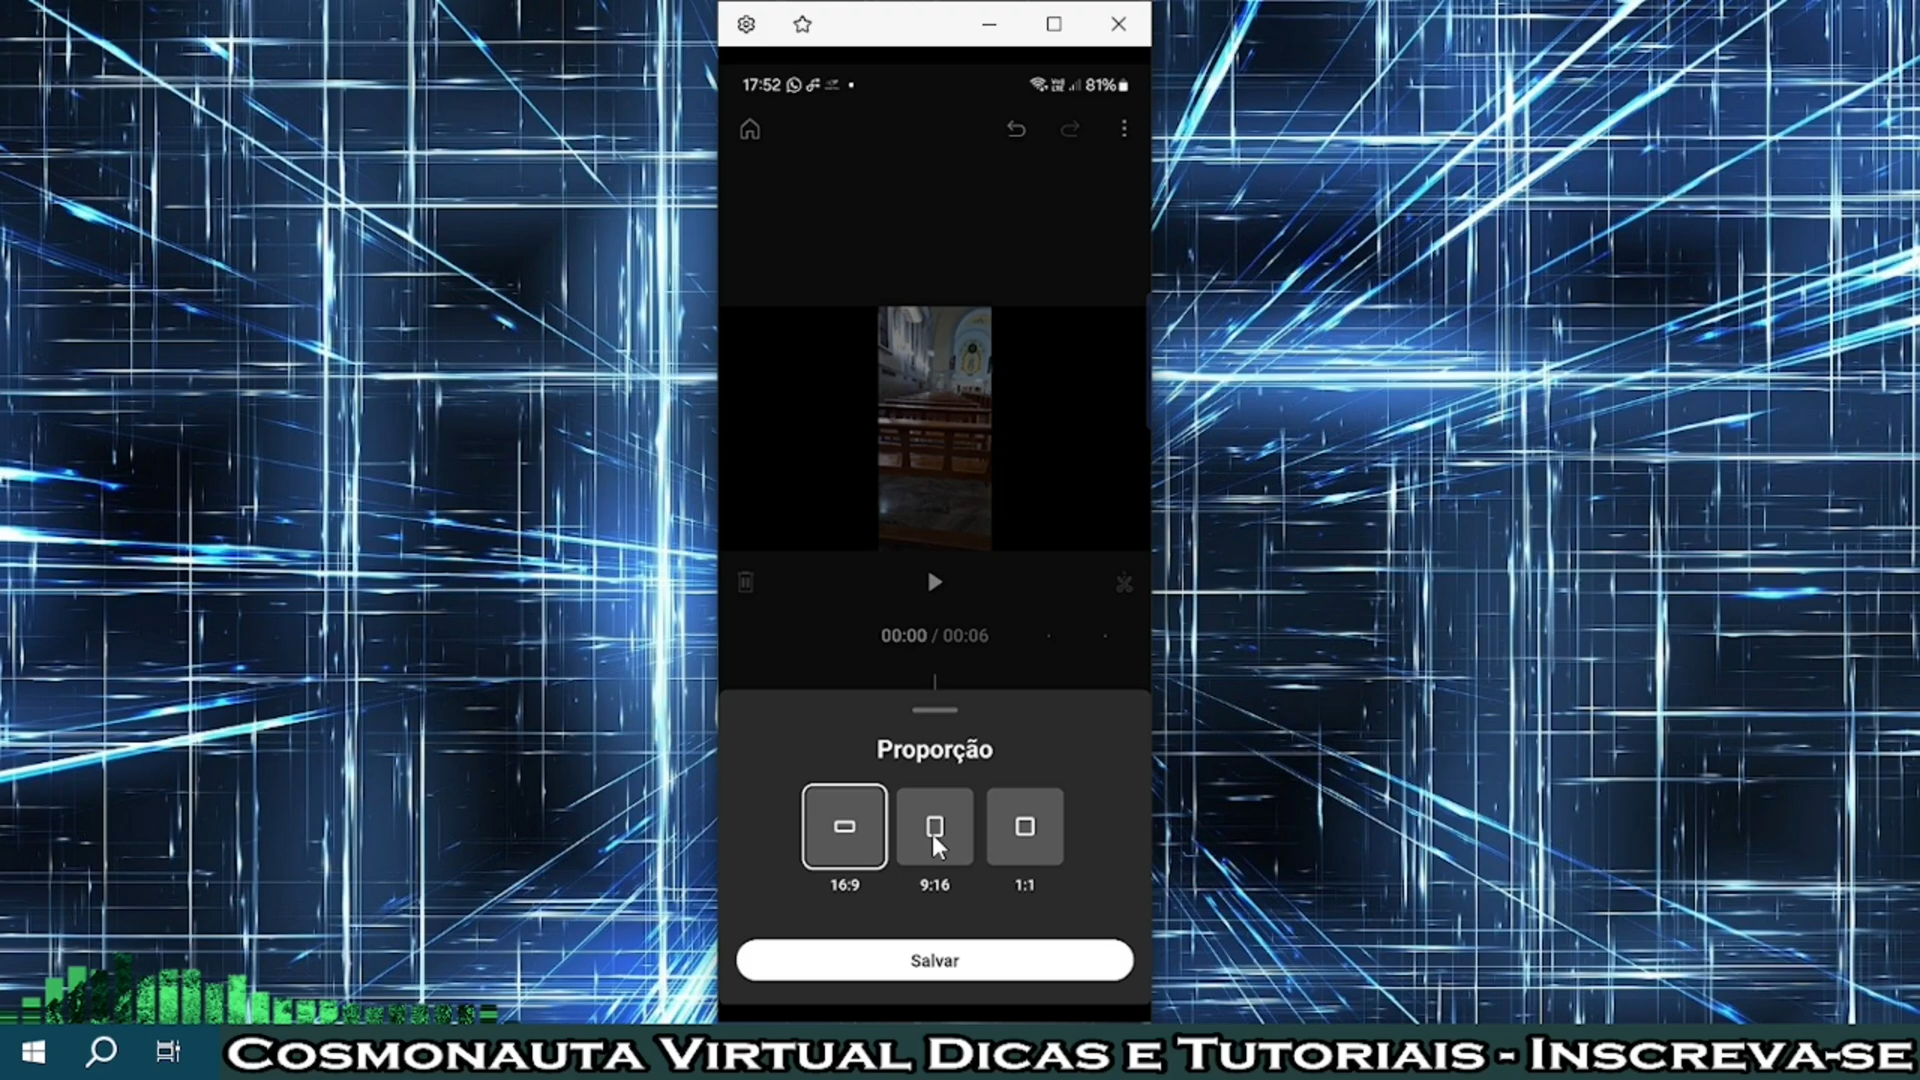 17:52 81%
00:00 / 00:06
Proporção
16:9 9:16 1:1
Salvar
Cosmonauta Virtual Dicas e Tutoriais - Inscreva-se